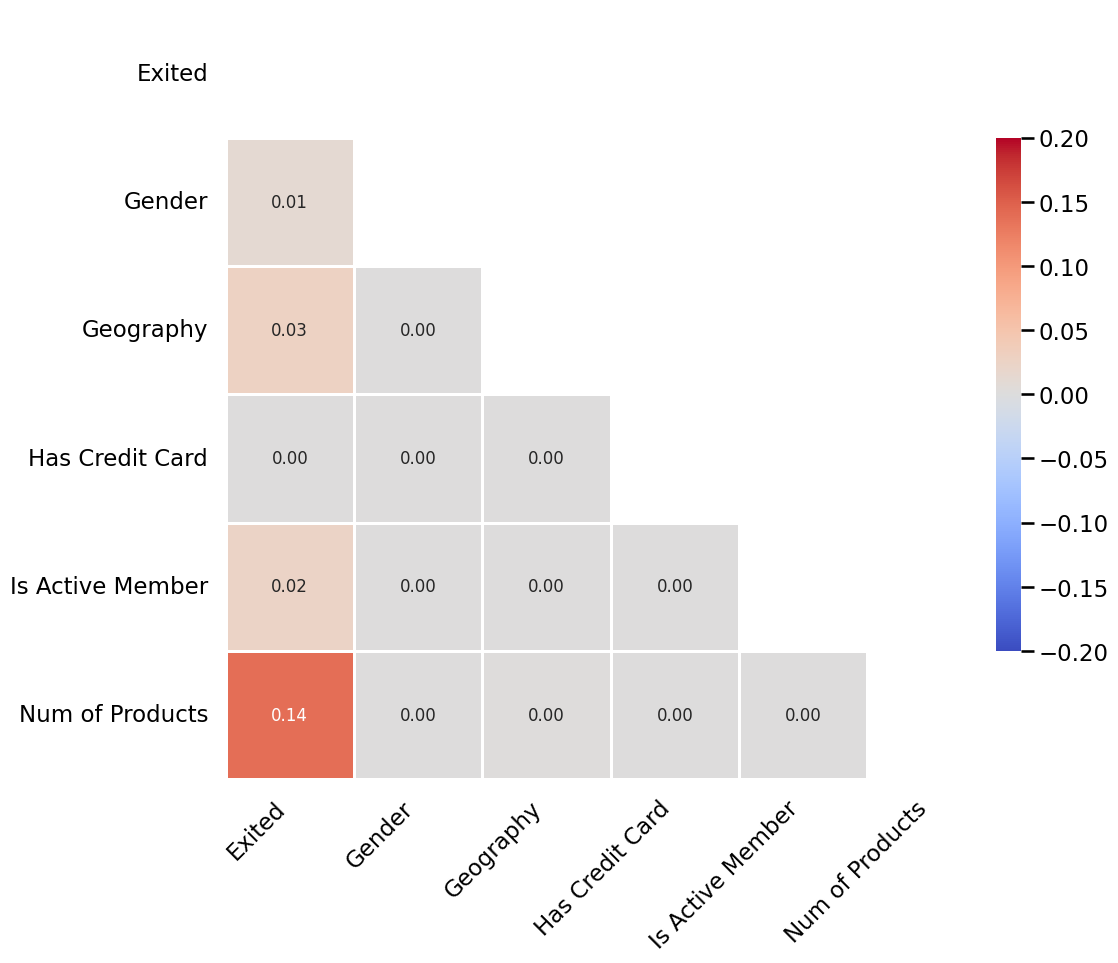 Exited
0.20
Gender
0.01
0.15
0.10
Geography
0.03 0.00
0.05
0.00
Has Credit Card
0.00 0.00 0.00
−0.05
−0.10
Is Active Member
0.02 0.00 0.00 0.00
−0.15
−0.20
Num of Products
0.14 0.00 0.00 0.00 0.00
Exited
Gender
Geography
Has Credit Card
Is Active Member
Num of Products